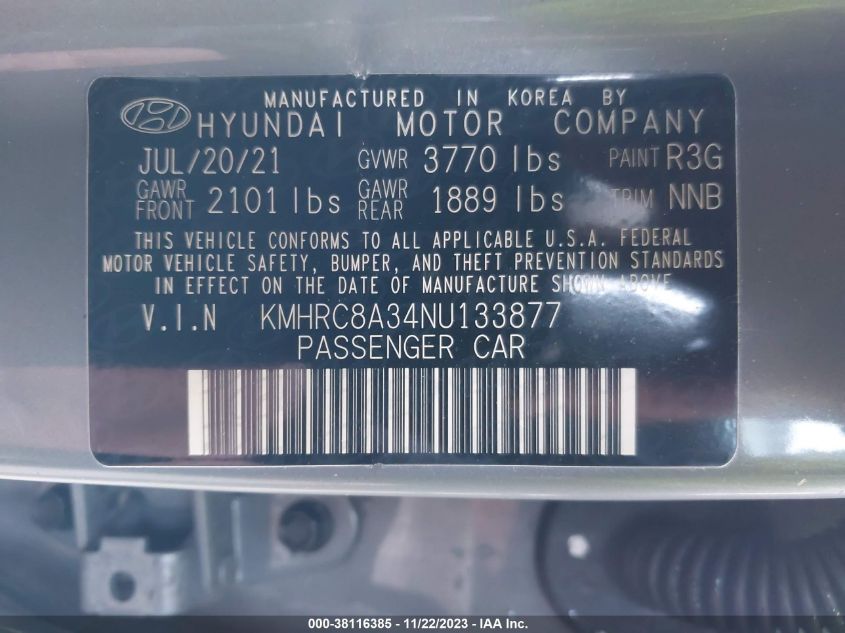 MANUFACTURED IN KOREA BY
HYUNDAI MOTOR COMPANY
JUL/20/21 GVWR 3770 lbs PAINT R3G
GAWR FRONT 2101 lbs GAWR REAR 1889 lbs TRIM NNB
THIS VEHICLE CONFORMS TO ALL APPLICABLE U.S.A. FEDERAL
MOTOR VEHICLE SAFETY, BUMPER, AND THEFT PREVENTION STANDARDS
IN EFFECT ON THE DATE OF MANUFACTURE SHOWN ABOVE
V.I.N KMHRC8A34NU133877
PASSENGER CAR
000-38116385 - 11/22/2023 - IAA Inc.